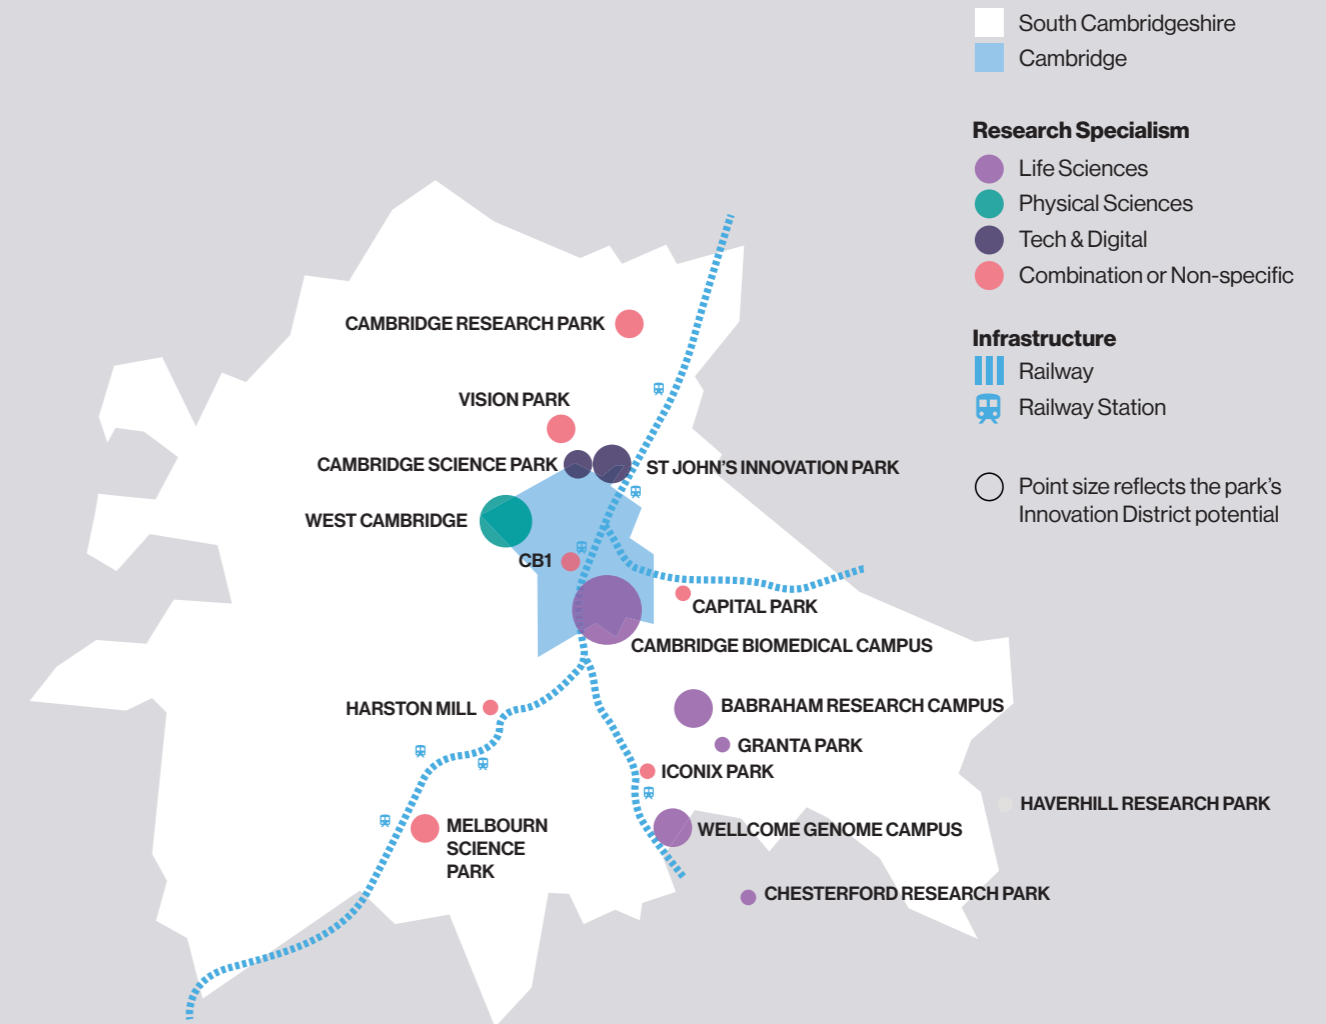 South Cambridgeshire
Cambridge
Research Specialism
Life Sciences
Physical Sciences
Tech & Digital
Combination or Non-specific
Infrastructure
Railway
Railway Station
Point size reflects the park's
Innovation District potential
CAMBRIDGE RESEARCH PARK
VISION PARK
CAMBRIDGE SCIENCE PARK
ST JOHN'S INNOVATION PARK
WEST CAMBRIDGE
CB1
CAPITAL PARK
CAMBRIDGE BIOMEDICAL CAMPUS
HARSTON MILL
BABRAHAM RESEARCH CAMPUS
GRANTA PARK
ICONIX PARK
HAVERHILL RESEARCH PARK
MELBOURN
SCIENCE
PARK
WELLCOME GENOME CAMPUS
CHESTERFORD RESEARCH PARK